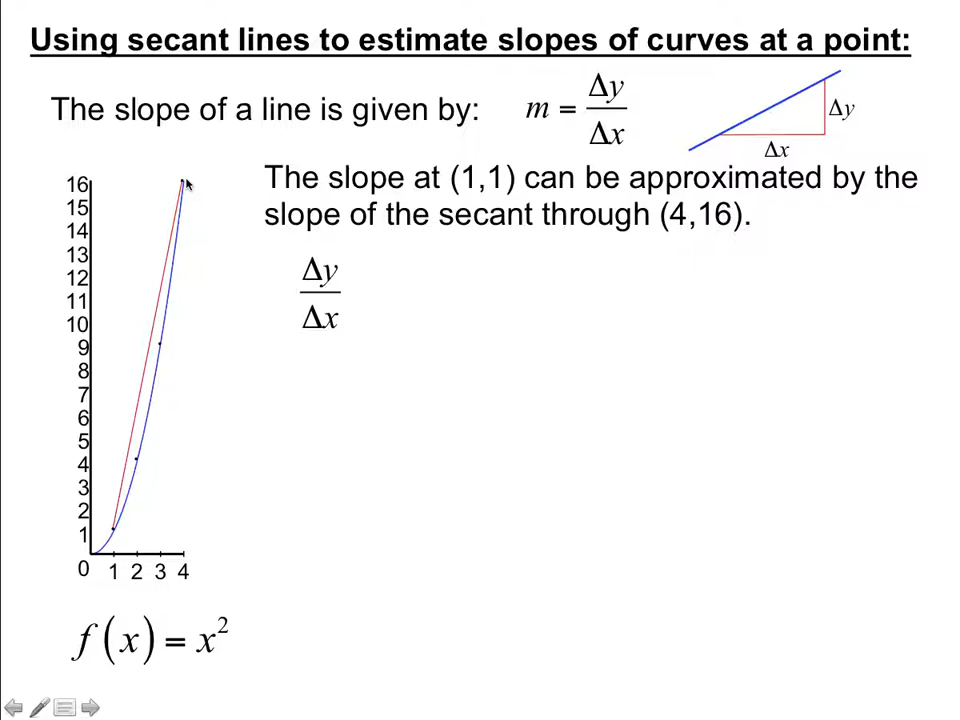 Using secant lines to estimate slopes of curves at a point:
The slope of a line is given by: m = Δy/Δx
Δy
Δx
The slope at (1,1) can be approximated by the
slope of the secant through (4,16).
Δy/Δx
16
15
14
13
12
11
10
9
8
7
6
5
4
3
2
1
0 1 2 3 4
f(x) = x²